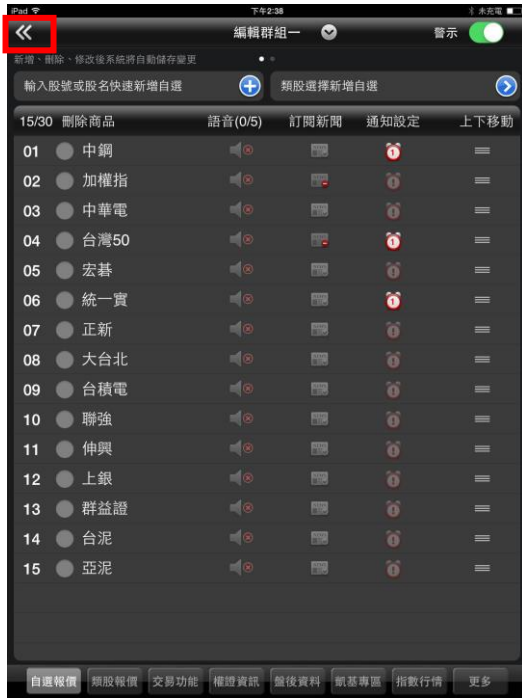 iPad 下午2:38 未充電
編輯群組一 警示
新增、刪除、修改後系統將自動儲存變更
輸入股號或股名快速新增自選 類股選擇新增自選
15/30 刪除商品 語音(0/5) 訂閱新聞 通知設定 上下移動
01 中鋼
02 加權指
03 中華電
04 台灣50
05 宏碁
06 統一實
07 正新
08 大台北
09 台積電
10 聯強
11 伸興
12 上銀
13 群益證
14 台泥
15 亞泥
自選報價 類股報價 交易功能 權證資訊 盤後資料 凱基專區 指數行情 更多